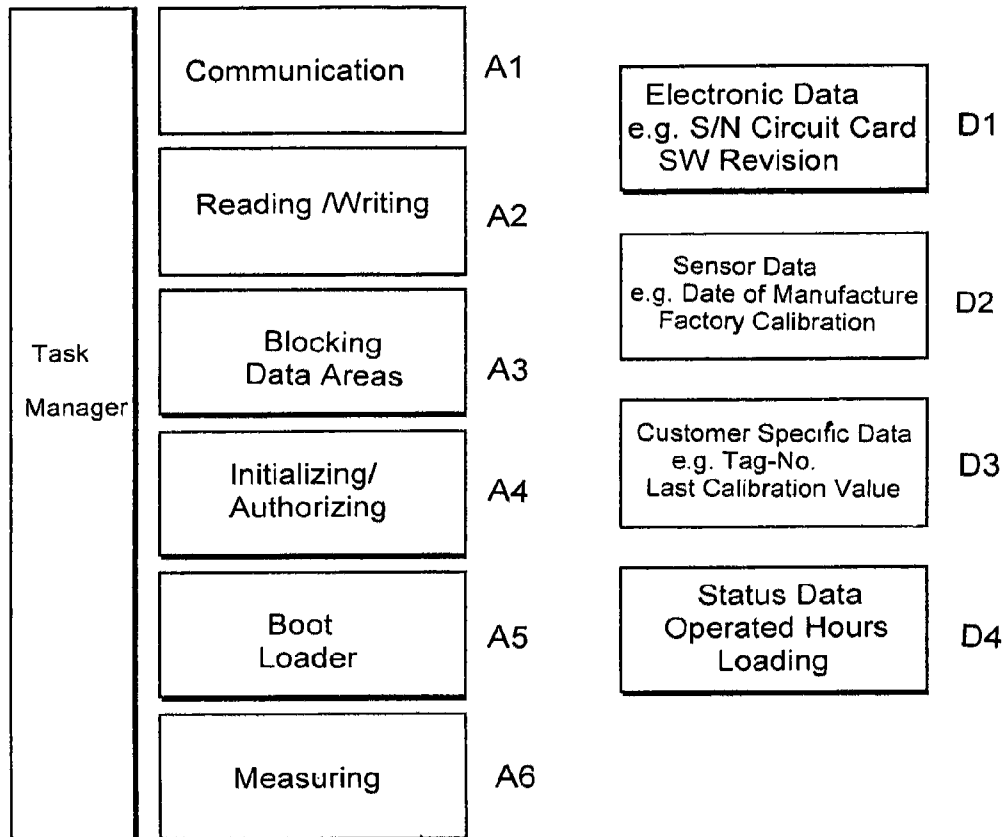 Task
Manager
Communication
A1
Reading /Writing
A2
Blocking
Data Areas
A3
Initializing/
Authorizing
A4
Boot
Loader
A5
Measuring
A6
Electronic Data
e.g. S/N Circuit Card
SW Revision
D1
Sensor Data
e.g. Date of Manufacture
Factory Calibration
D2
Customer Specific Data
e.g. Tag-No.
Last Calibration Value
D3
Status Data
Operated Hours
Loading
D4